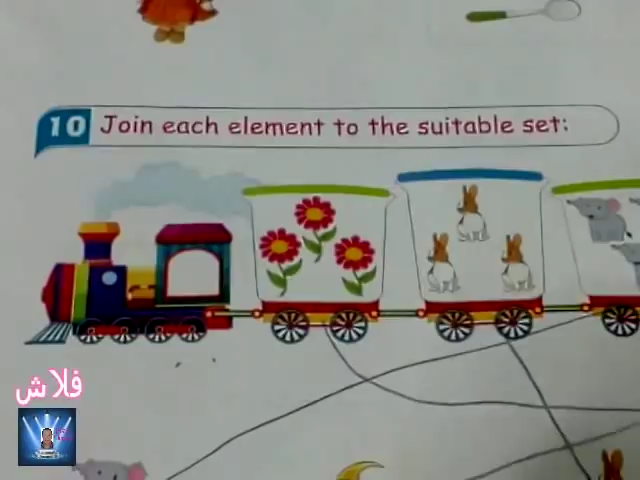 10 Join each element to the suitable set:
فلاش